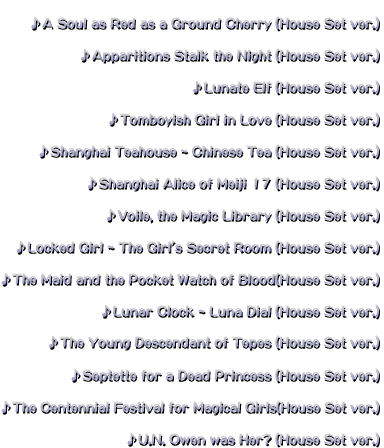 ♪A Soul as Red as a Ground Cherry (House Set ver.)
♪Apparitions Stalk the Night (House Set ver.)
♪Lunate Elf (House Set ver.)
♪Tomboyish Girl in Love (House Set ver.)
♪Shanghai Teahouse ~ Chinese Tea (House Set ver.)
♪Shanghai Alice of Meiji 17 (House Set ver.)
♪Voile, the Magic Library (House Set ver.)
♪Locked Girl ~ The Girl's Secret Room (House Set ver.)
♪The Maid and the Pocket Watch of Blood(House Set ver.)
♪Lunar Clock ~ Luna Dial (House Set ver.)
♪The Young Descendant of Tepes (House Set ver.)
♪Septette for a Dead Princess (House Set ver.)
♪The Centennial Festival for Magical Girls(House Set ver.)
♪U.N. Owen was Her? (House Set ver.)